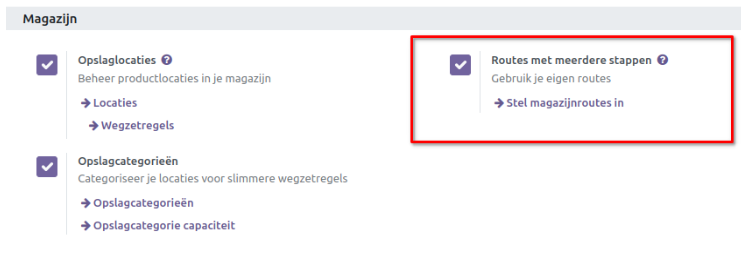 Magazijn
Opslaglocaties
Beheer productlocaties in je magazijn
Locaties
Wegzetregels
Routes met meerdere stappen
Gebruik je eigen routes
Stel magazijnroutes in
Opslagcategorieën
Categoriseer je locaties voor slimmere wegzetregels
Opslagcategorieën
Opslagcategorie capaciteit